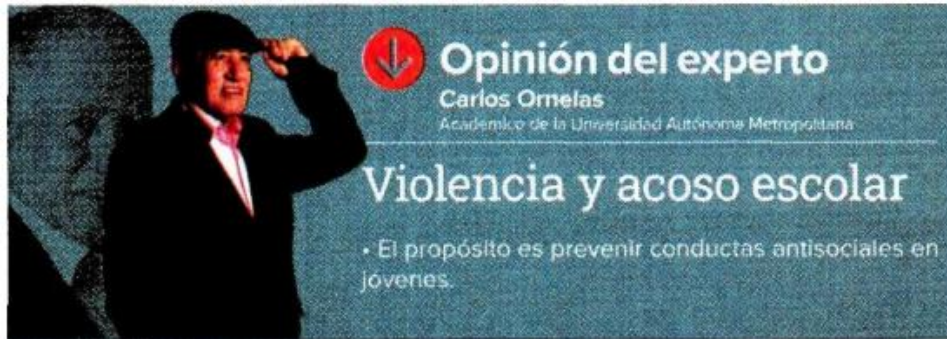 Opinión del experto
Carlos Ornelas
Academico de la Universidad Autónoma Metropolitana
Violencia y acoso escolar
• El propósito es prevenir conductas antisociales en
jóvenes.